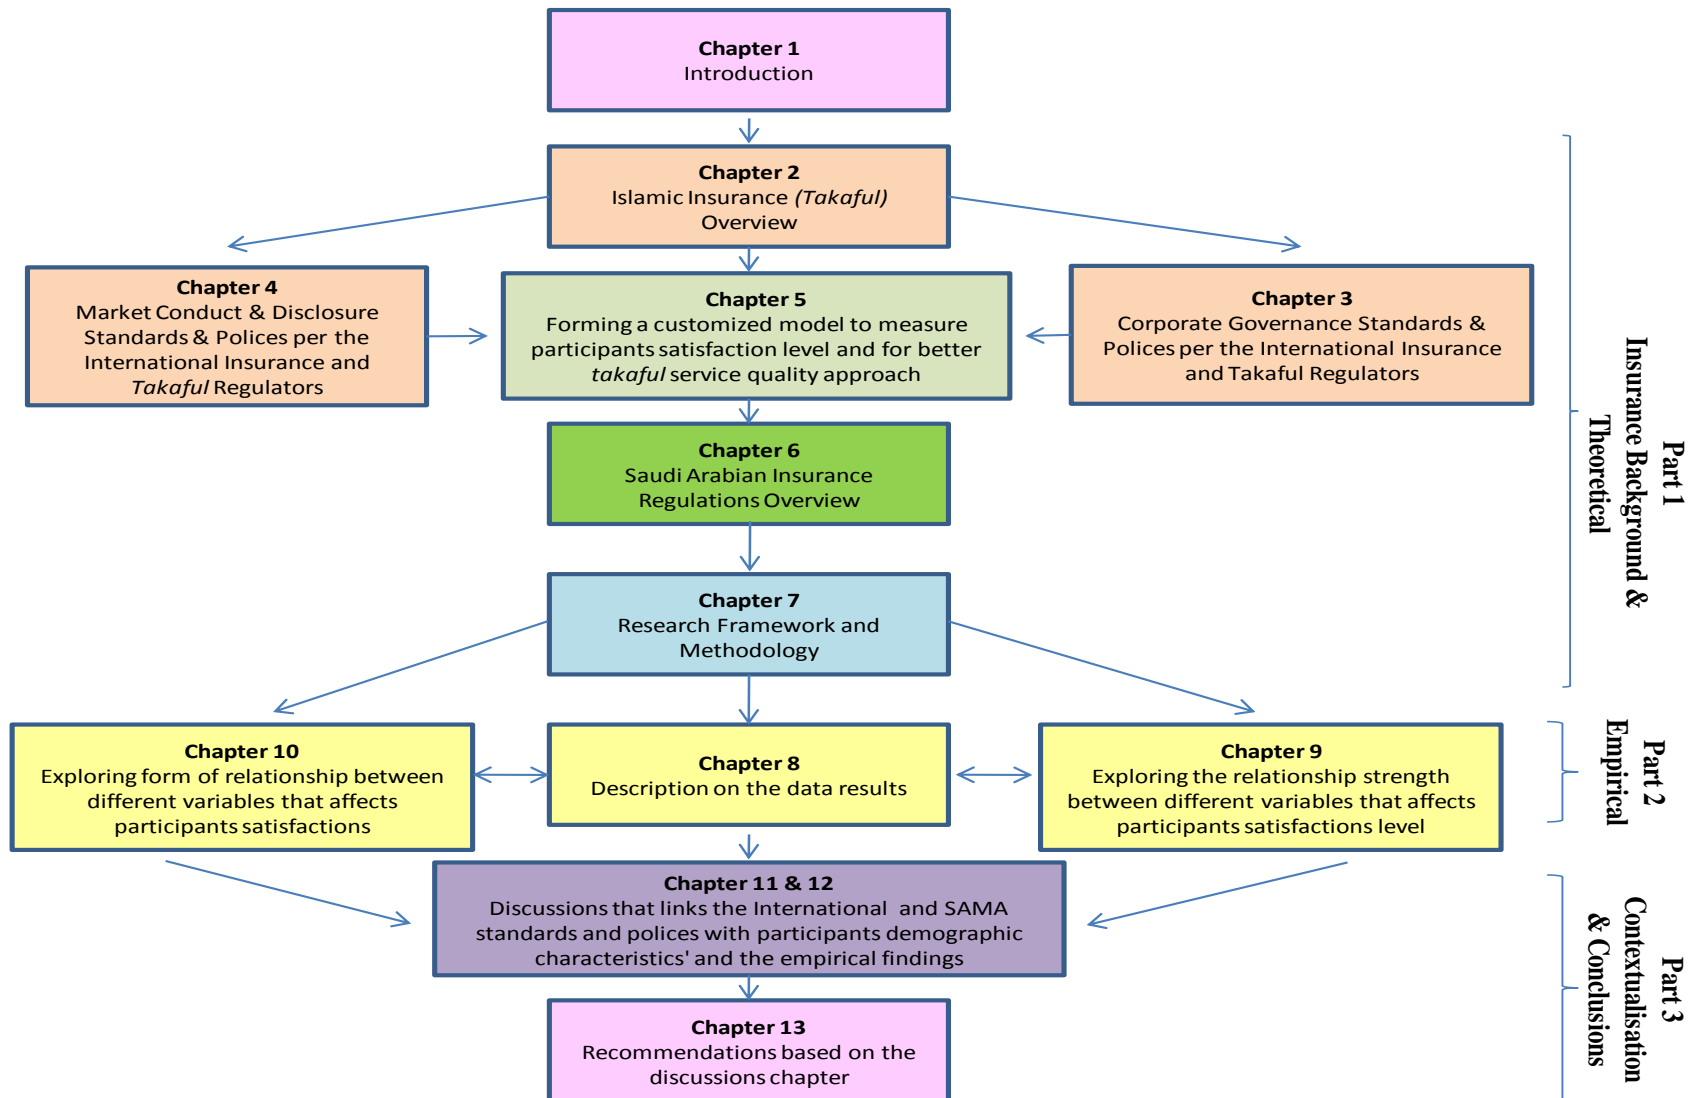 Chapter 1
Introduction
Chapter 2
Islamic Insurance (Takaful)
Overview
Chapter 4
Market Conduct & Disclosure
Standards & Polices per the
International Insurance and
Takaful Regulators
Chapter 5
Forming a customized model to measure
participants satisfaction level and for better
takaful service quality approach
Chapter 3
Corporate Governance Standards &
Polices per the International Insurance
and Takaful Regulators
Chapter 6
Saudi Arabian Insurance
Regulations Overview
Chapter 7
Research Framework and
Methodology
Part 1
Insurance Background &
Theoretical
Chapter 10
Exploring form of relationship between
different variables that affects
participants satisfactions
Chapter 8
Description on the data results
Chapter 9
Exploring the relationship strength
between different variables that affects
participants satisfactions level
Part 2
Empirical
Chapter 11 & 12
Discussions that links the International and SAMA
standards and polices with participants demographic
characteristics' and the empirical findings
Chapter 13
Recommendations based on the
discussions chapter
Part 3
Contextualisation
& Conclusions